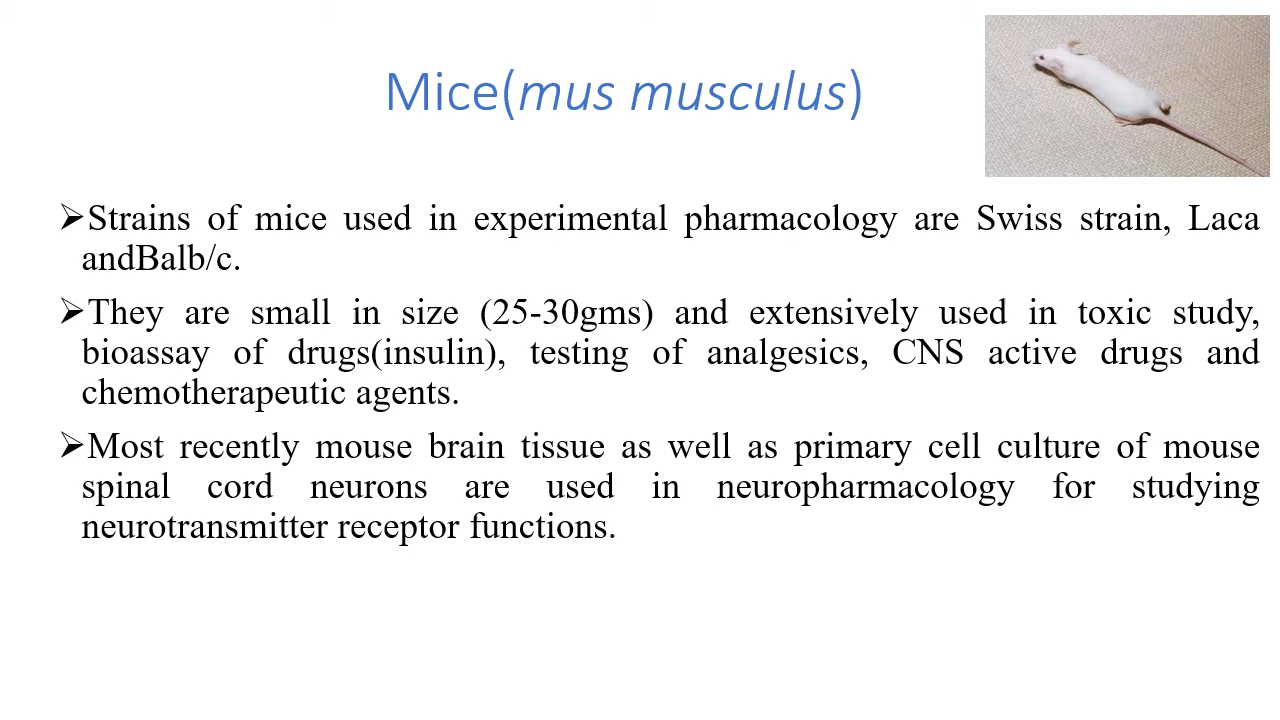 Mice(mus musculus)
➢Strains of mice used in experimental pharmacology are Swiss strain, Laca
andBalb/c.
➢They are small in size (25-30gms) and extensively used in toxic study,
bioassay of drugs(insulin), testing of analgesics, CNS active drugs and
chemotherapeutic agents.
➢Most recently mouse brain tissue as well as primary cell culture of mouse
spinal cord neurons are used in neuropharmacology for studying
neurotransmitter receptor functions.